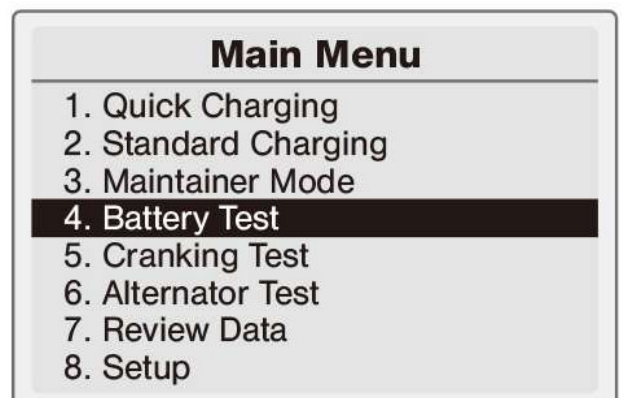 Main Menu
1. Quick Charging
2. Standard Charging
3. Maintainer Mode
4. Battery Test
5. Cranking Test
6. Alternator Test
7. Review Data
8. Setup